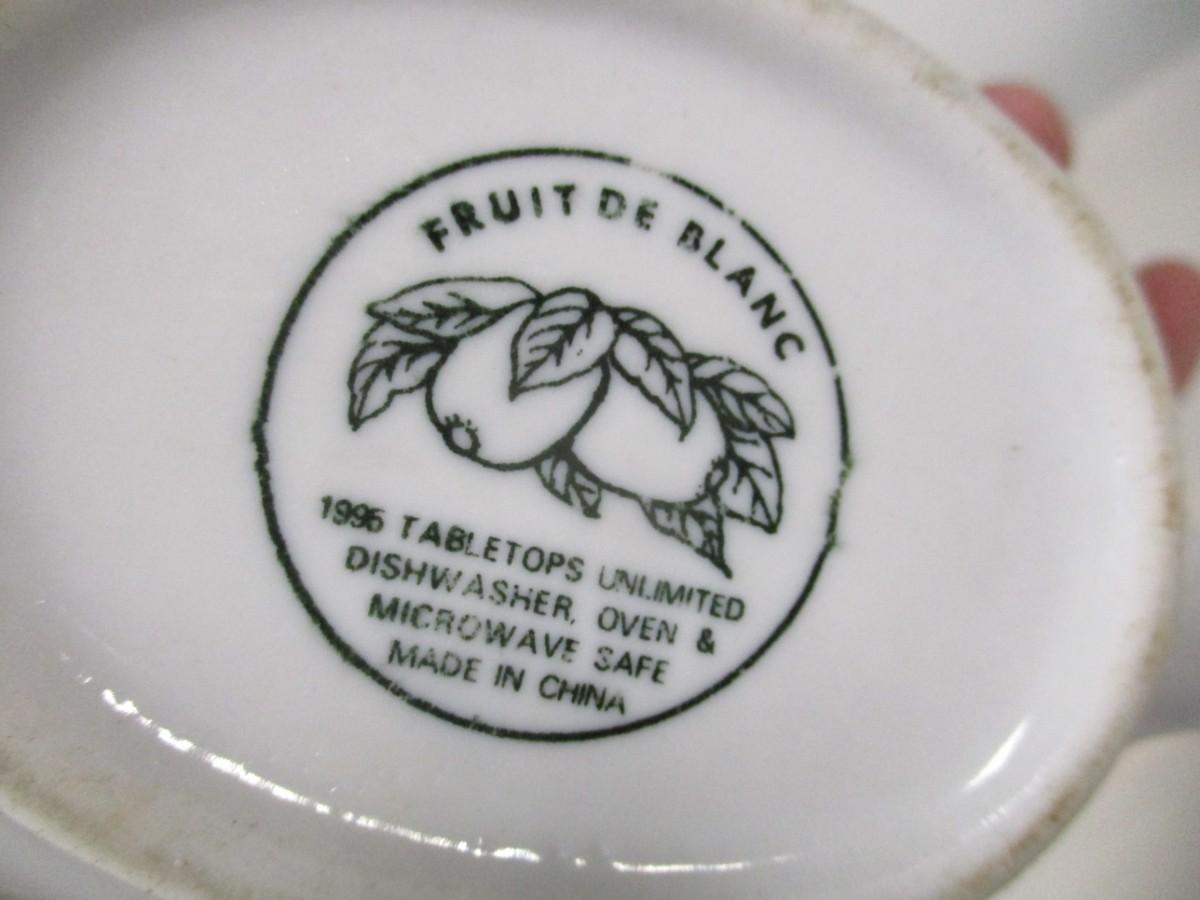 FRUIT DE BLANC
1995 TABLETOPS UNLIMITED
DISHWASHER, OVEN &
MICROWAVE SAFE
MADE IN CHINA